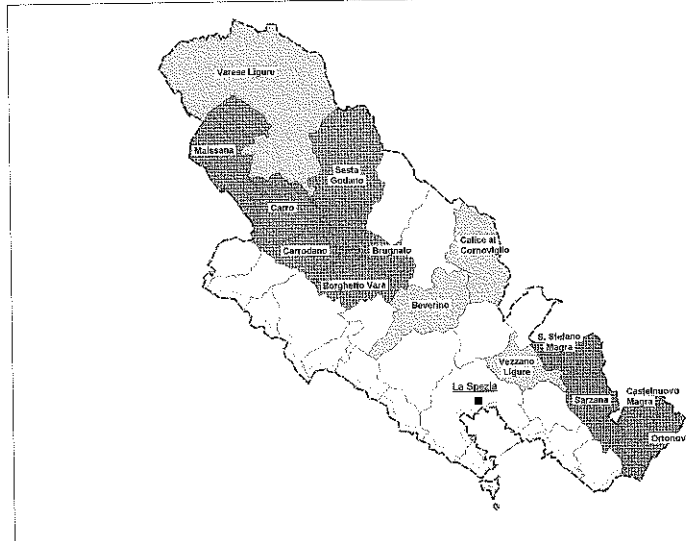 Varese Ligure
Maissana
Sesta
Godano
Carro
Carrodano
Brugnato
Calice al
Cornoviglio
Borghetto Vara
Beverino
S. Stefano
Magra
Vezzano
Ligure
La Spezia
Castelnuovo
Magra
Sarzana
Ortonov